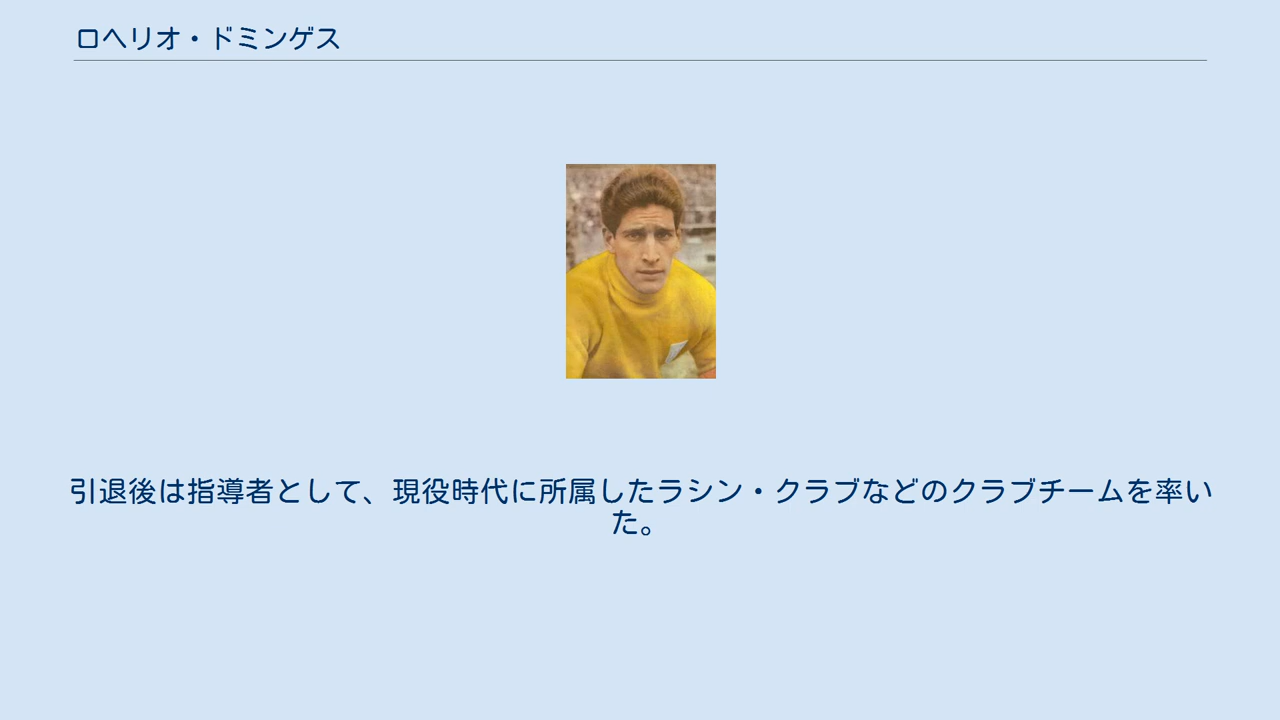 ロヘリオ・ドミンゲス
引退後は指導者として、現役時代に所属したラシン・クラブなどのクラブチームを率い
た。